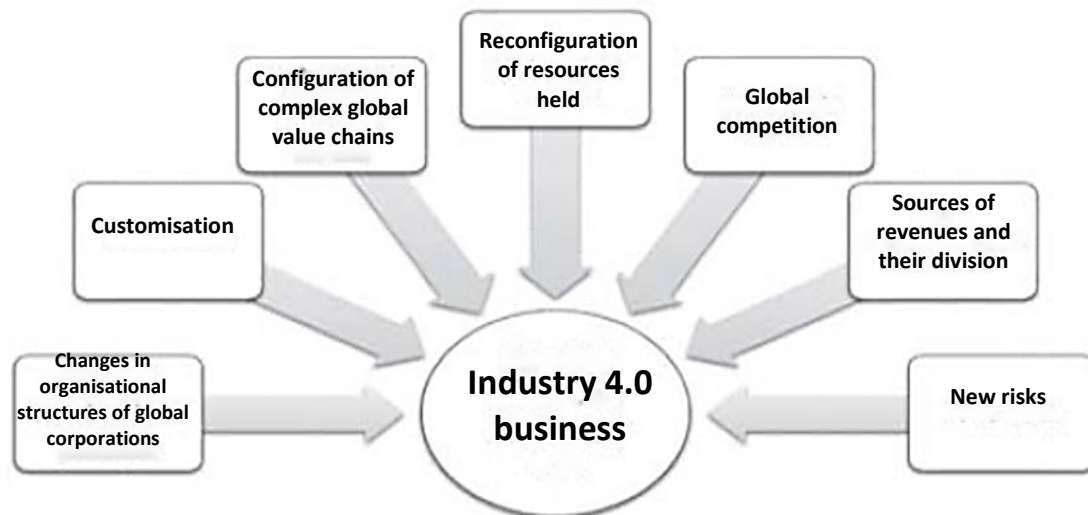 Changes in
organisational
structures of global
corporations
Customisation
Configuration of
complex global
value chains
Reconfiguration
of resources
held
Global
competition
Sources of
revenues and
their division
New risks
Industry 4.0
business